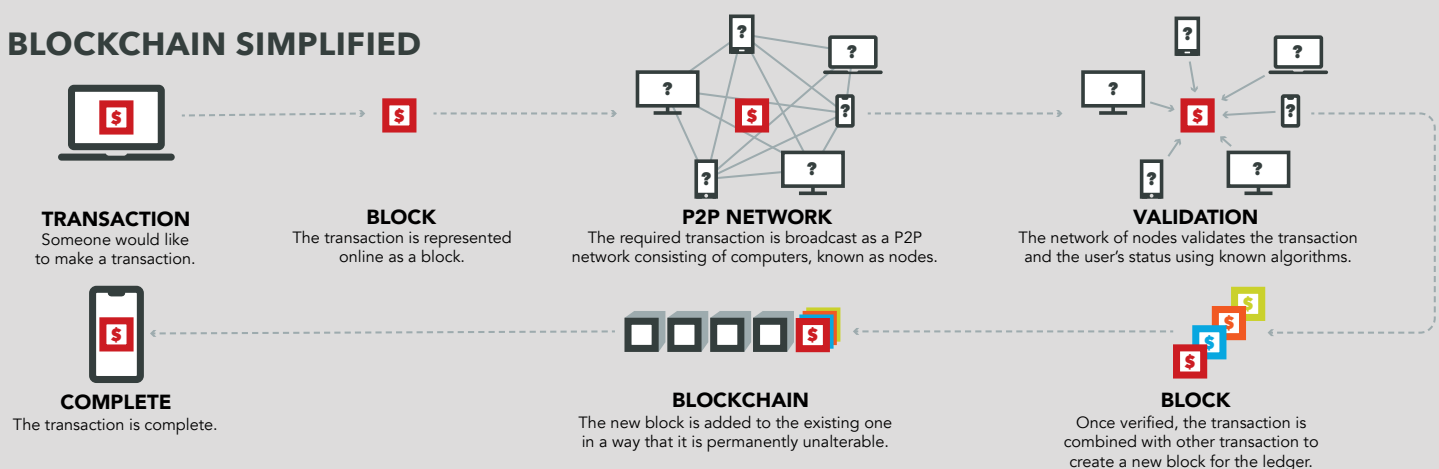 BLOCKCHAIN SIMPLIFIED
$
$
?
?
?
?
?
?
$
?
?
?
?
?
?
$
TRANSACTION
Someone would like
to make a transaction.
BLOCK
The transaction is represented
online as a block.
P2P NETWORK
The required transaction is broadcast as a P2P
network consisting of computers, known as nodes.
VALIDATION
The network of nodes validates the transaction
and the user's status using known algorithms.
$
$
$
$
$
BLOCK
Once verified, the transaction is
combined with other transaction to
create a new block for the ledger.
$
BLOCKCHAIN
The new block is added to the existing one
in a way that it is permanently unalterable.
COMPLETE
The transaction is complete.